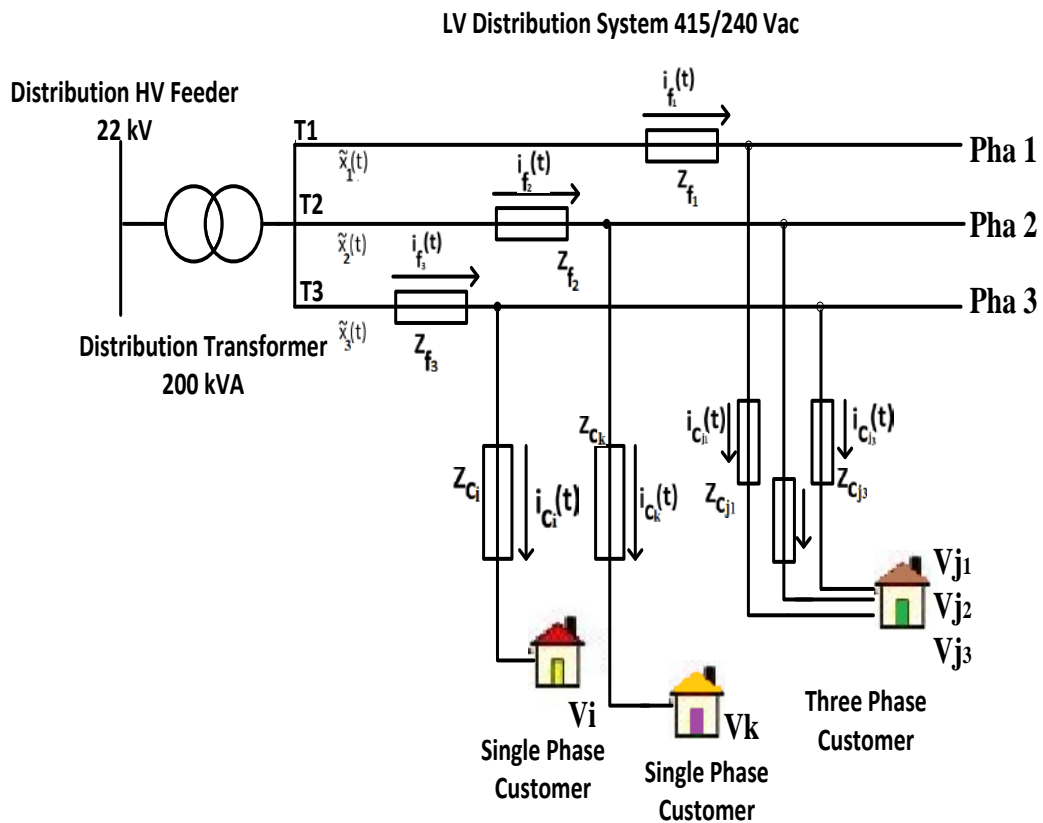 LV Distribution System 415/240 Vac
Distribution HV Feeder
22 kV
T1
x̃₁(t)
i_f₁(t)
Z_f₁
Pha 1
T2
x̃₂(t)
i_f₂(t)
Z_f₂
Pha 2
T3
x̃₃(t)
i_f₃(t)
Z_f₃
Pha 3
Distribution Transformer
200 kVA
Z_ci
i_ci(t)
Z_ck
i_ck(t)
i_cj1(t)
Z_cj1
i_cj3(t)
Z_cj3
Vj1
Vj2
Vj3
Vi
Single Phase
Customer
Vk
Single Phase
Customer
Three Phase
Customer